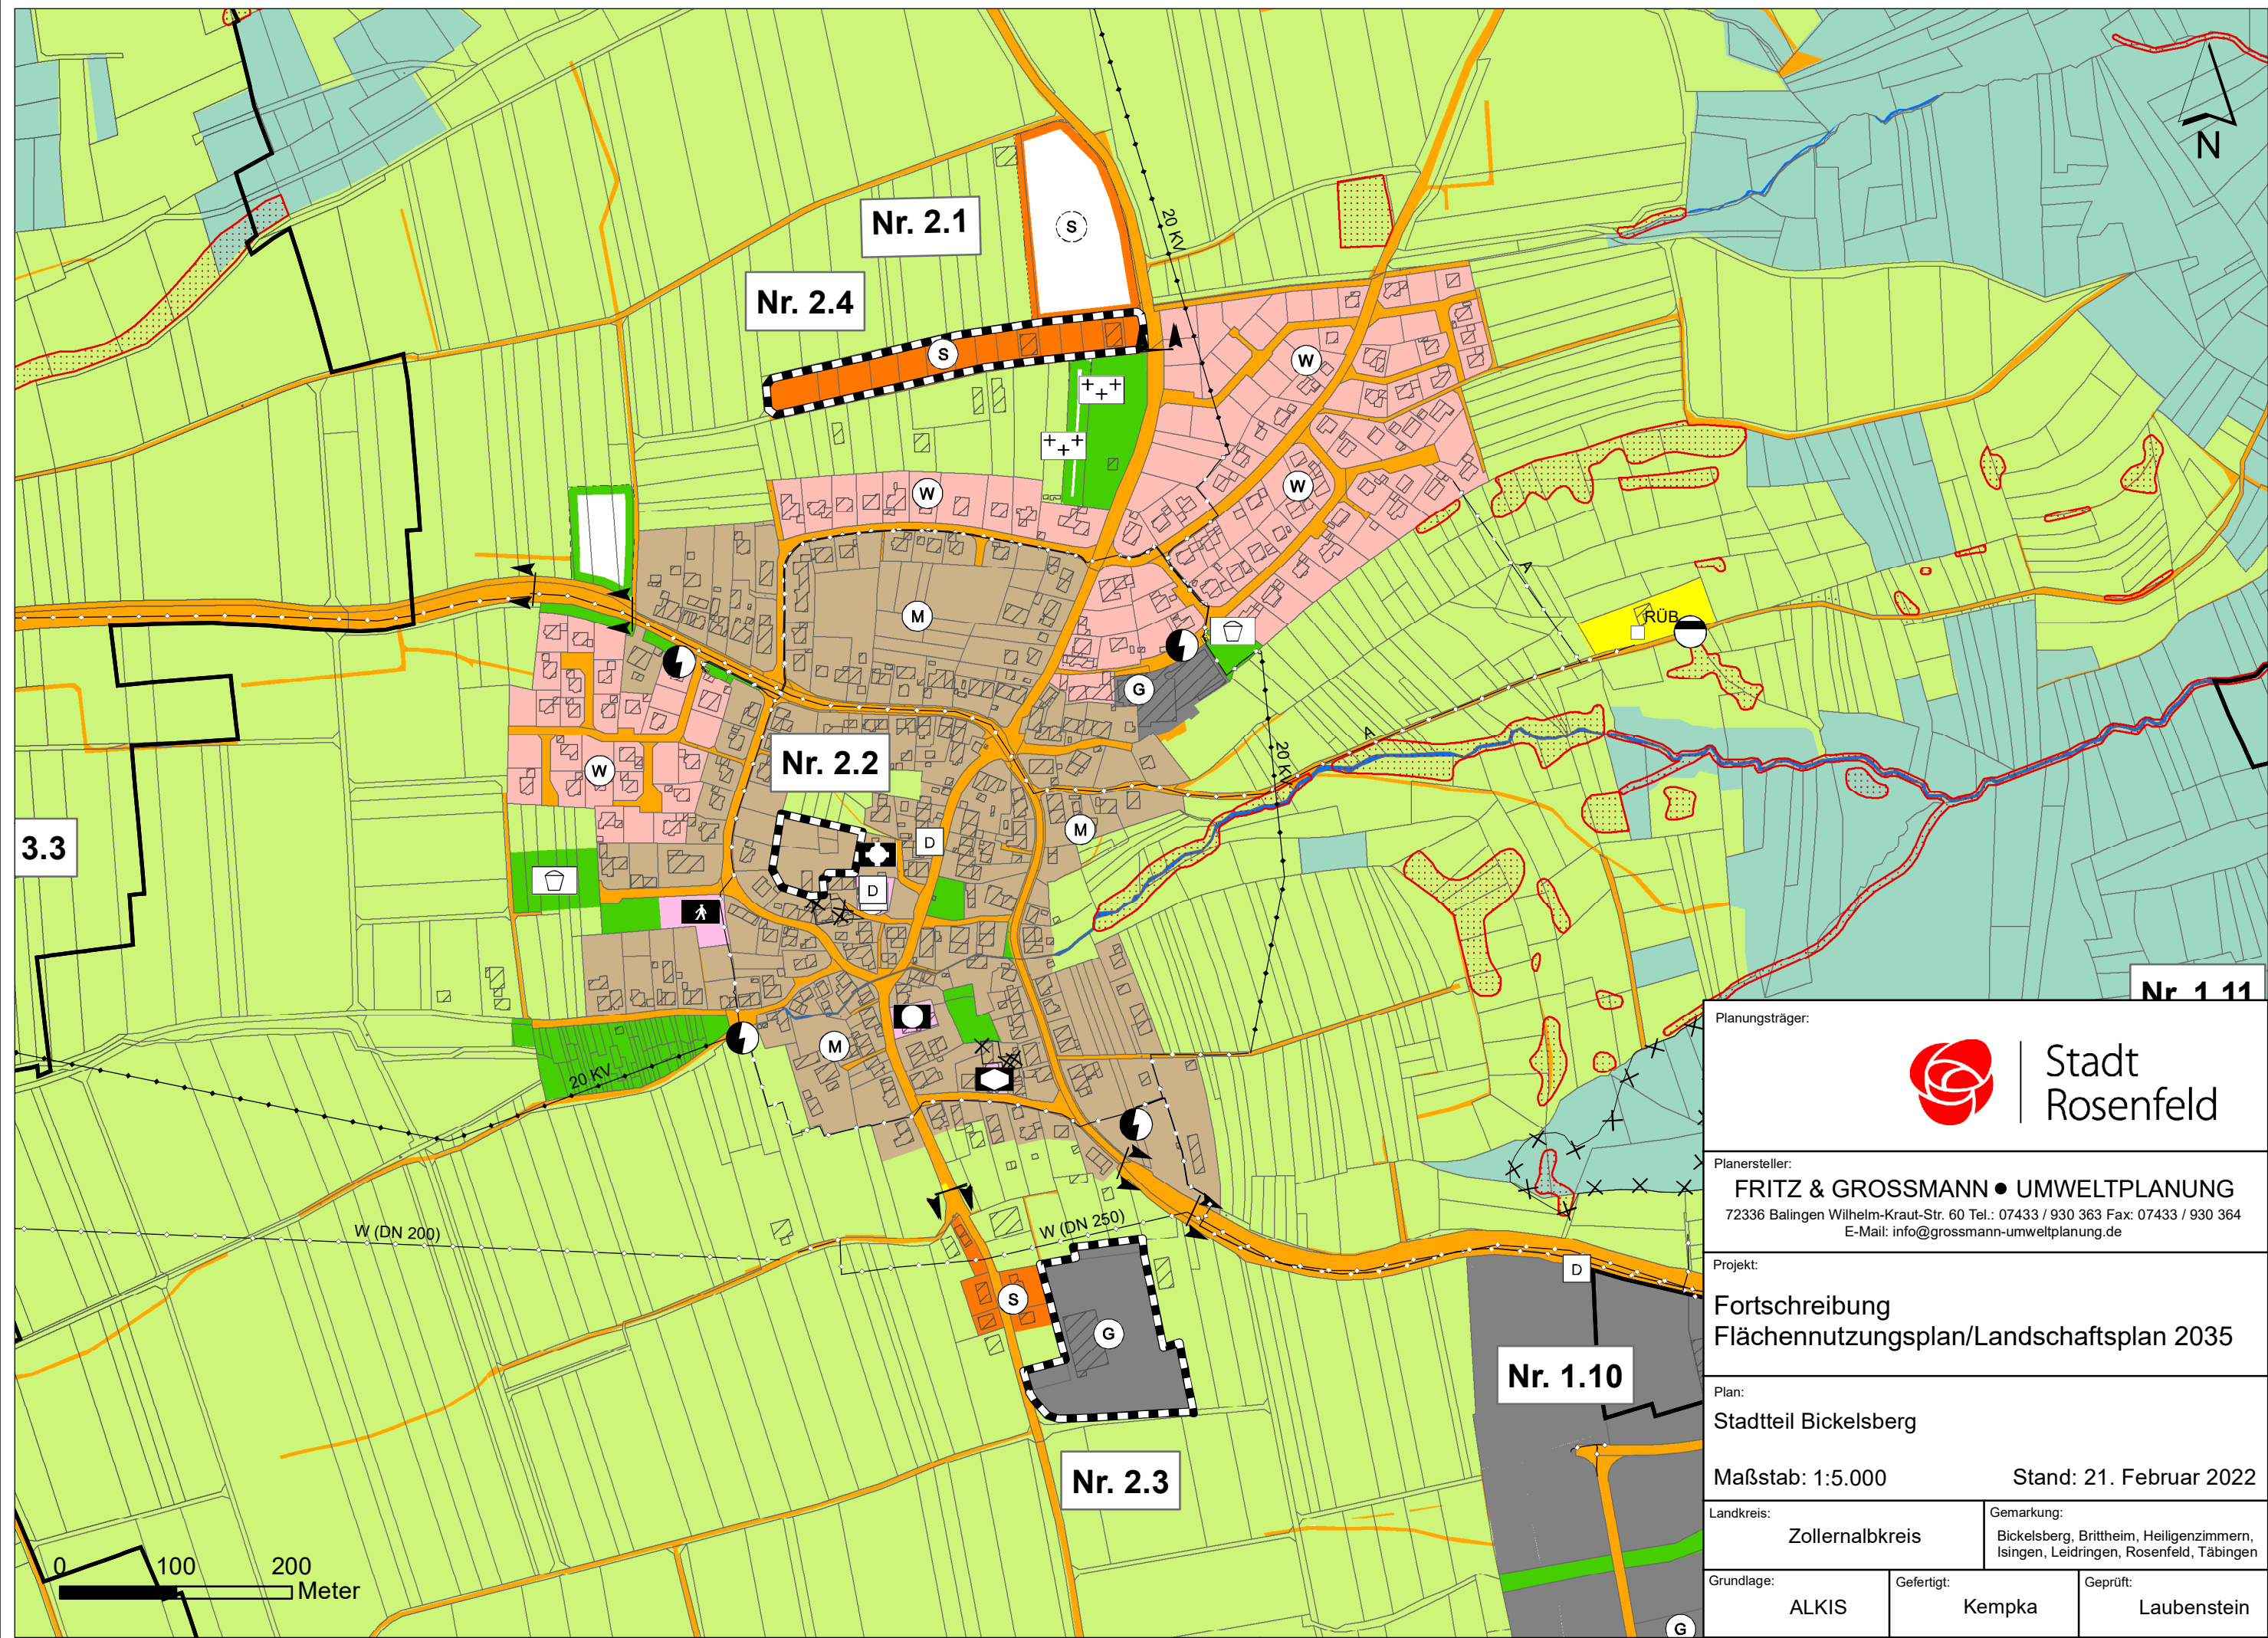 N
Nr. 2.1
S
20 KV
Nr. 2.4
S
W
W
W
M
A
RÜB
G
W
Nr. 2.2
20 KV
A
3.3
D
M
D
M
20 KV
W (DN 200)
W (DN 250)
S
G
D
Nr. 1.10
Nr. 2.3
G
0 100 200
Meter
Nr. 1.11
Planungsträger:
Stadt
Rosenfeld
Planersteller:
FRITZ & GROSSMANN ● UMWELTPLANUNG
72336 Balingen Wilhelm-Kraut-Str. 60 Tel.: 07433 / 930 363 Fax: 07433 / 930 364
E-Mail: info@grossmann-umweltplanung.de
Projekt:
Fortschreibung
Flächennutzungsplan/Landschaftsplan 2035
Plan:
Stadtteil Bickelsberg
Maßstab: 1:5.000 Stand: 21. Februar 2022
Landkreis:
Zollernalbkreis
Gemarkung:
Bickelsberg, Brittheim, Heiligenzimmern,
Isingen, Leidringen, Rosenfeld, Täbingen
Grundlage:
ALKIS
Gefertigt:
Kempka
Geprüft:
Laubenstein